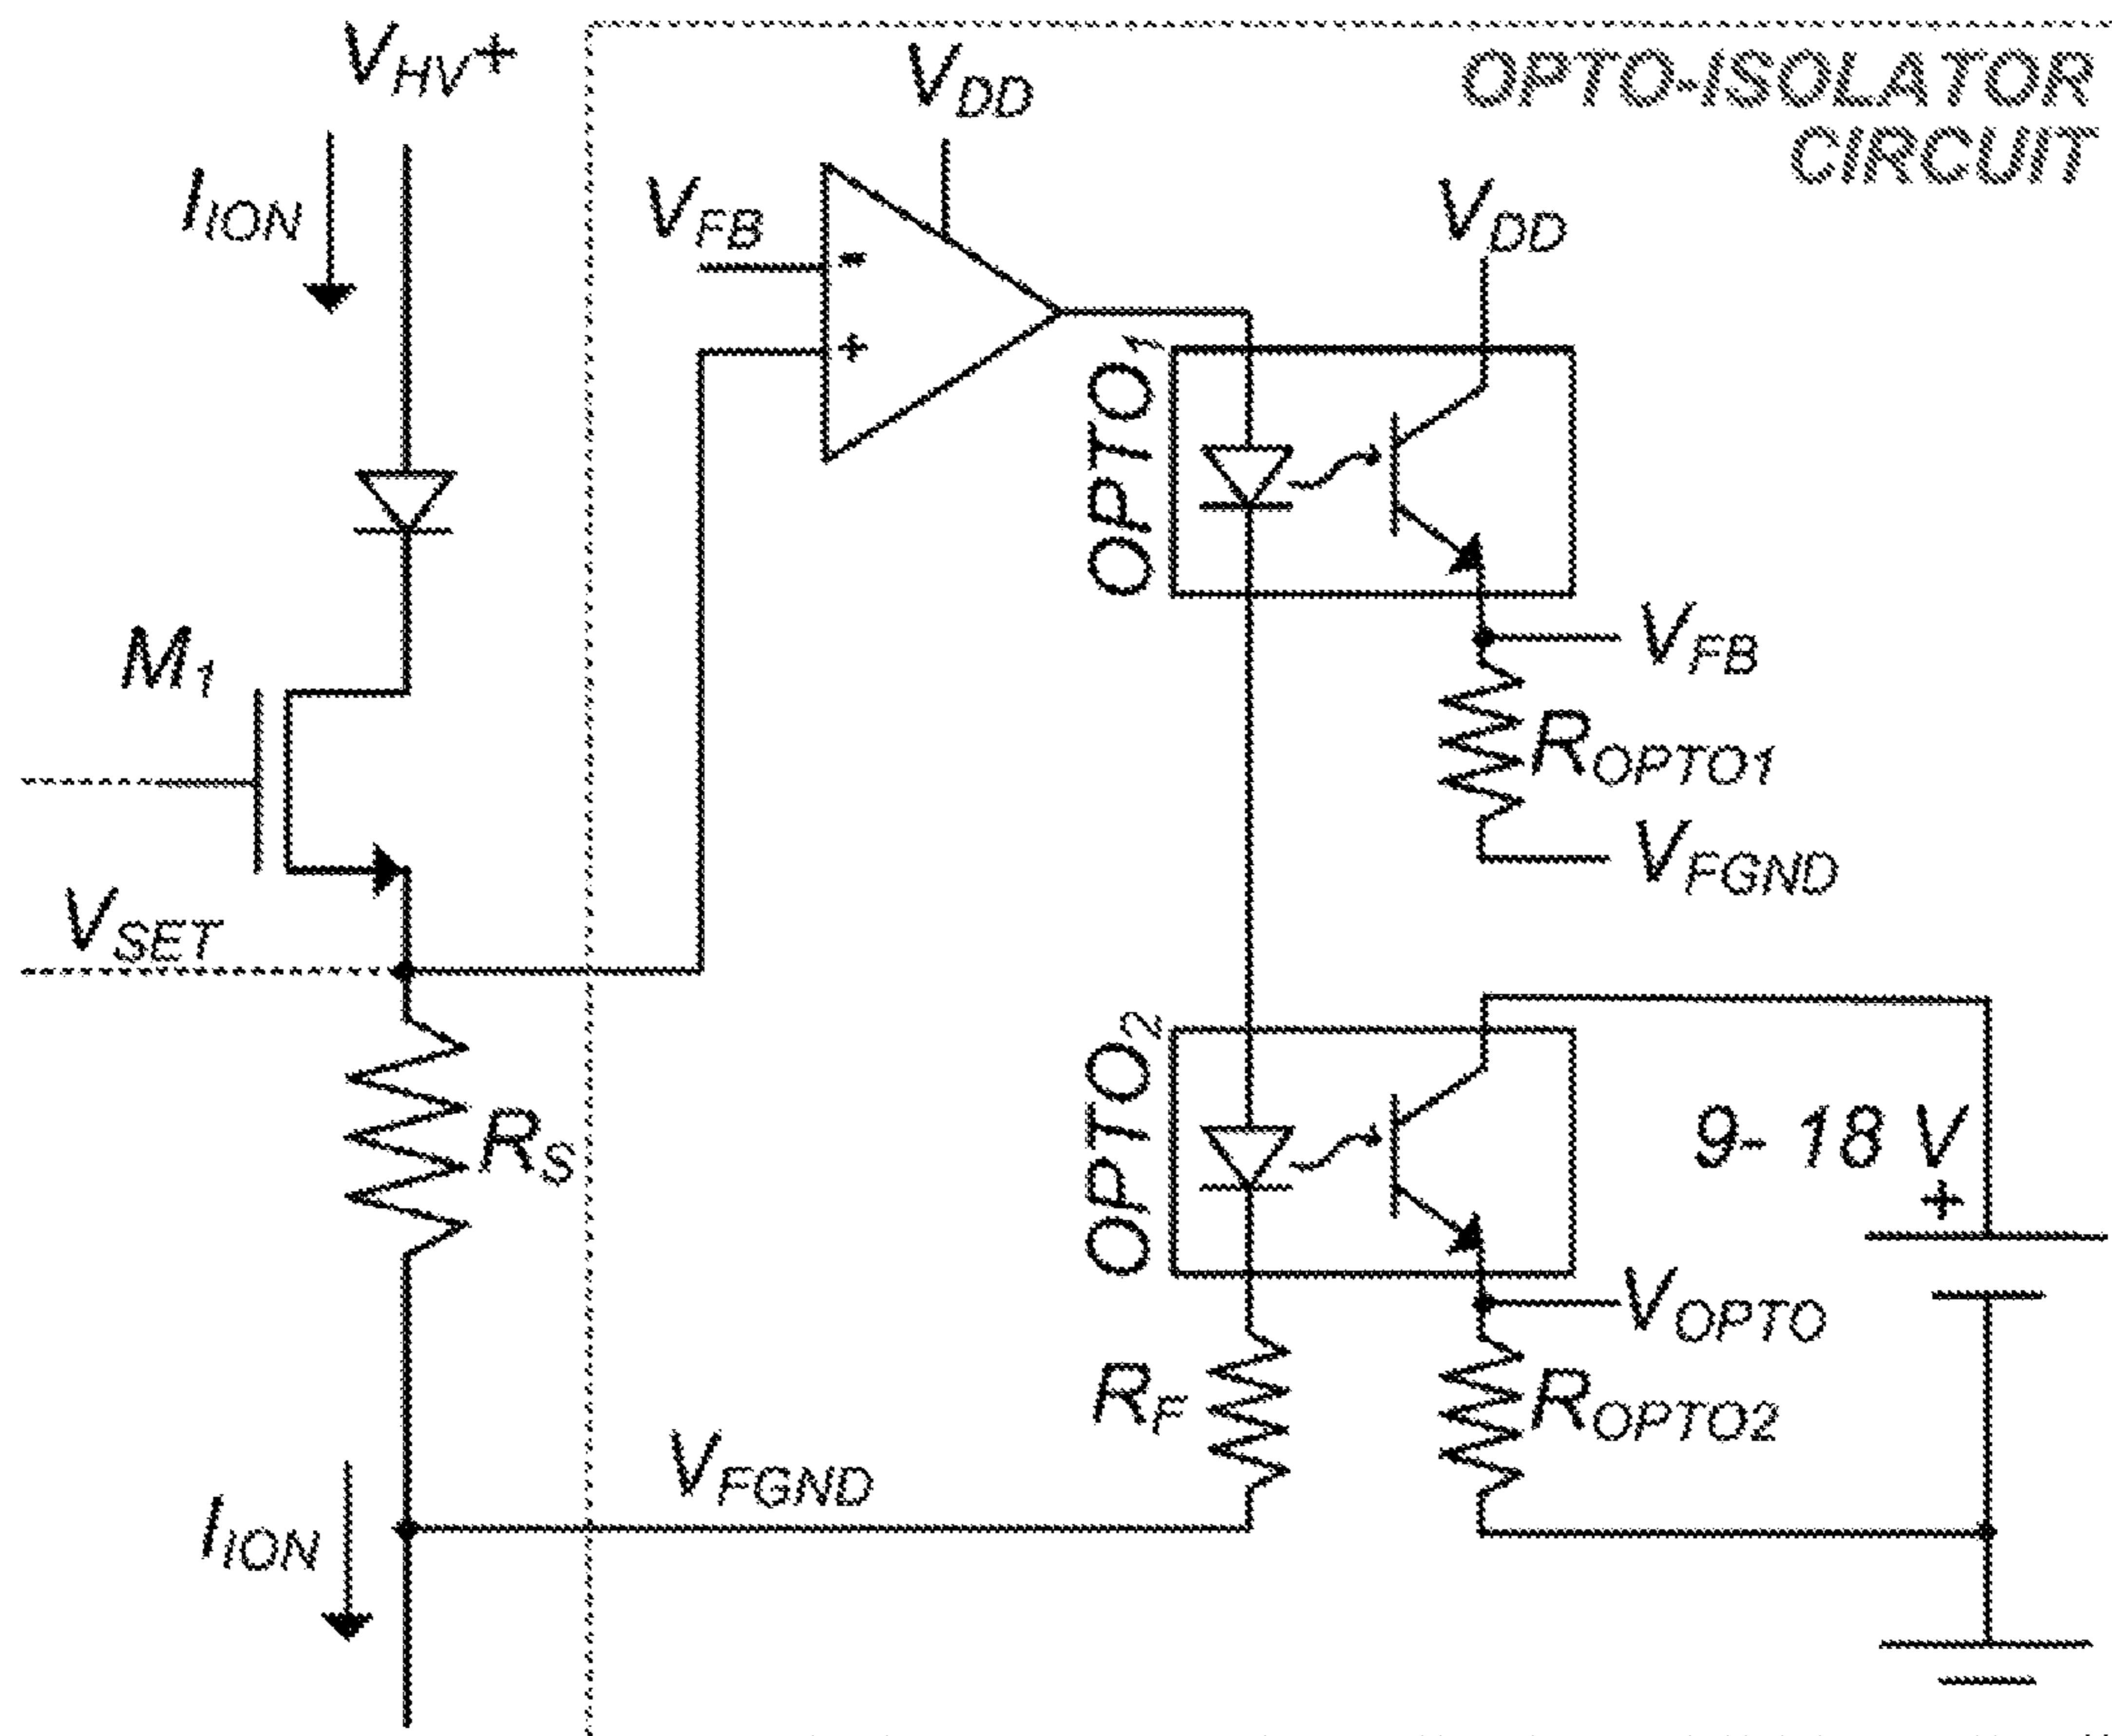 OPTO-ISOLATOR
CIRCUIT
VHV+
IION
VDD
VFB
-
+
VDD
OPTO1
VFB
ROPTO1
VFGND
M1
VSET
RS
OPTO2
9- 18 V
+
VOPTO
RF
ROPTO2
VFGND
IION